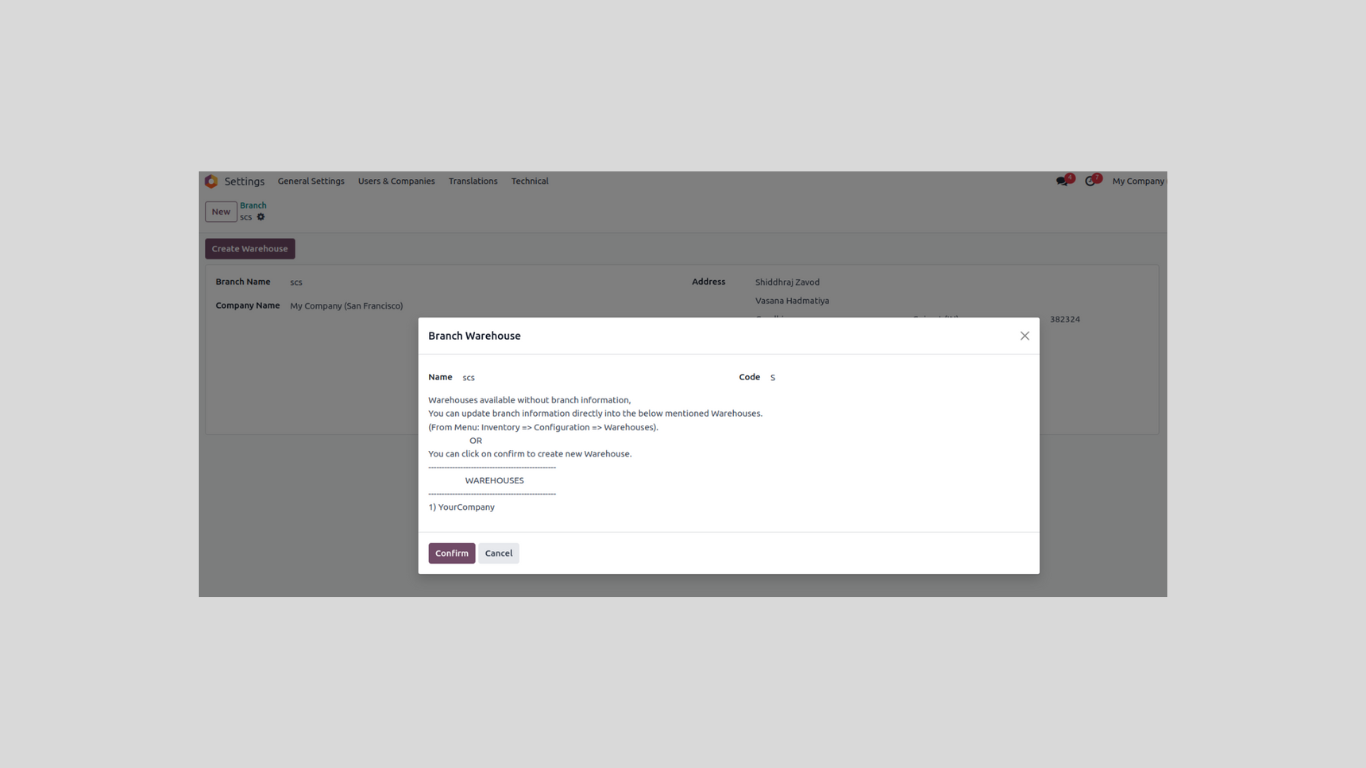 Settings General Settings Users & Companies Translations Technical 4 7 My Company
New Branch
scs
Create Warehouse
Branch Name scs Address Shiddhraj Zavod
Vasana Hadmatiya
Company Name My Company (San Francisco)
382324
Branch Warehouse
Name scs Code S
Warehouses available without branch information,
You can update branch information directly into the below mentioned Warehouses.
(From Menu: Inventory => Configuration => Warehouses).
OR
You can click on confirm to create new Warehouse.
------------------------------------------------
WAREHOUSES
------------------------------------------------
1) YourCompany
Confirm Cancel